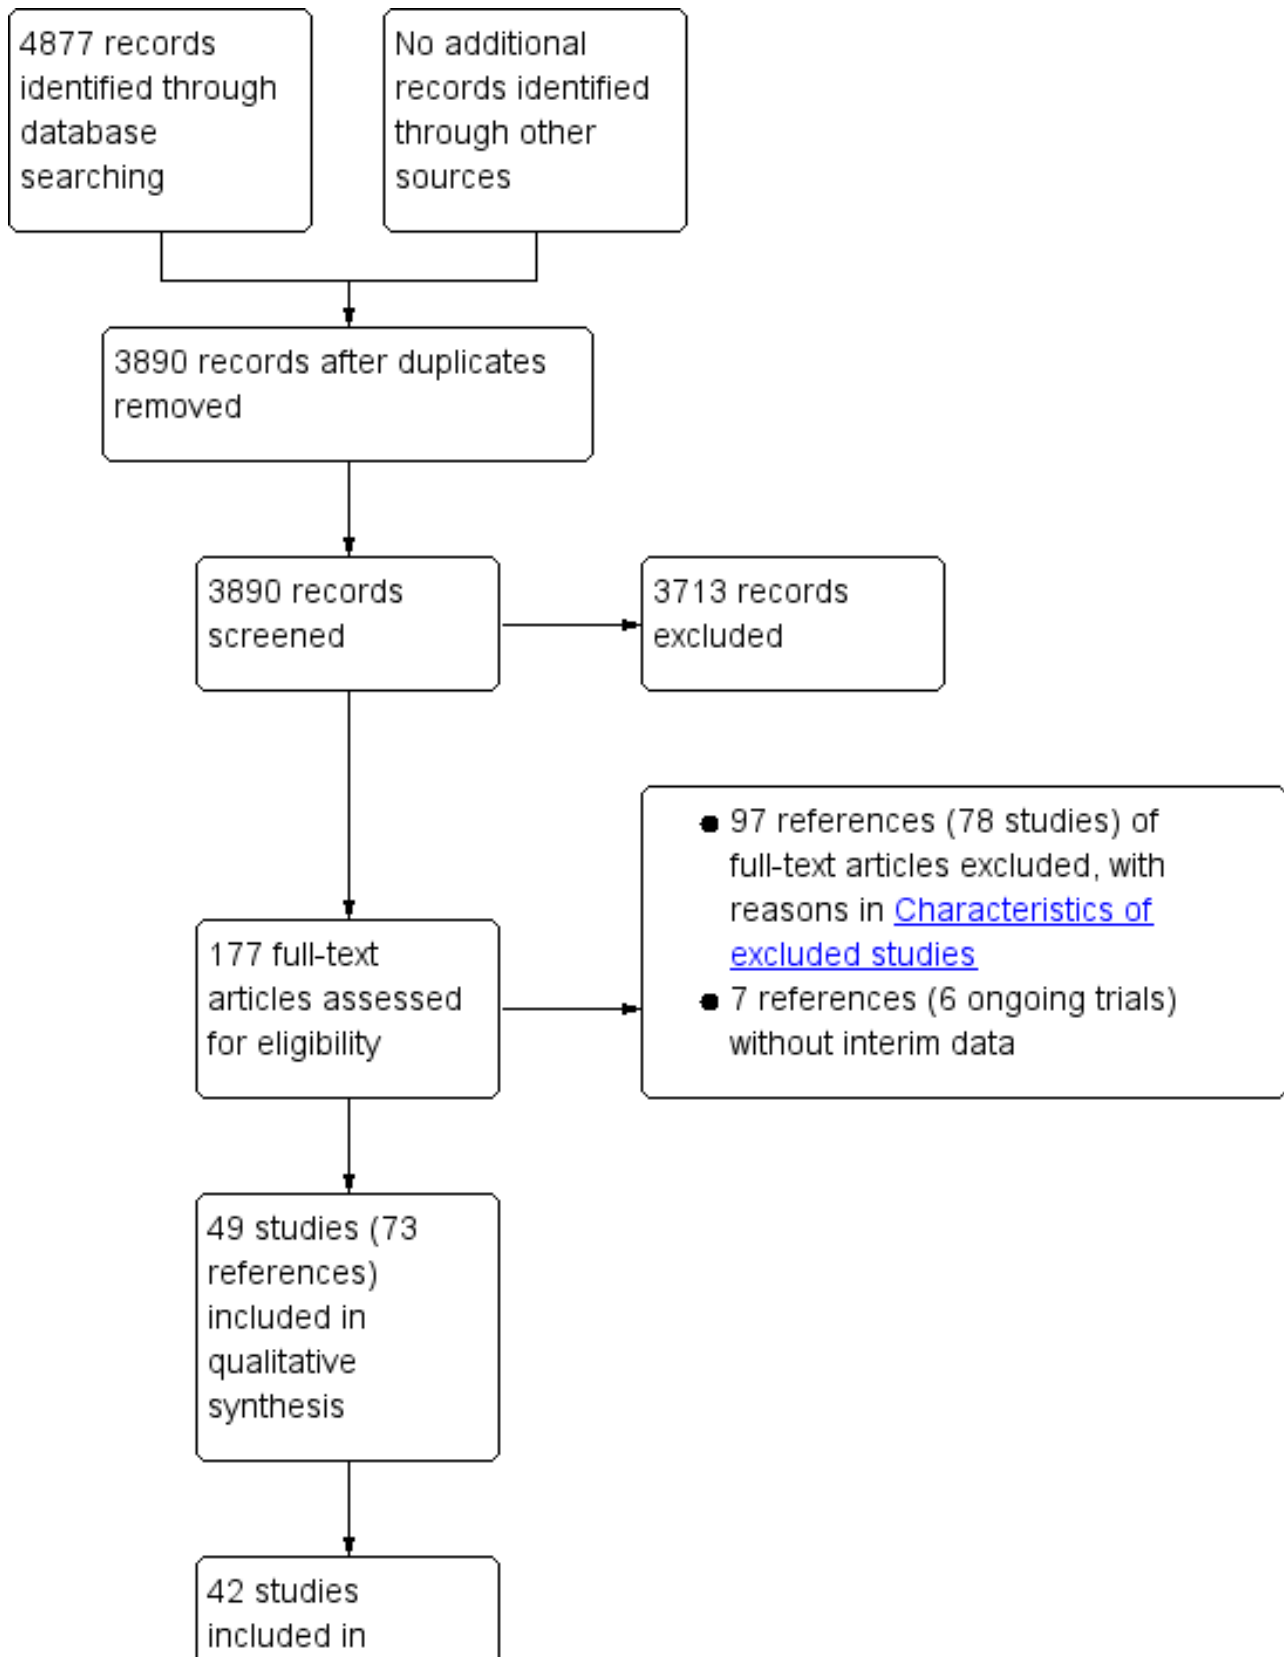 4877 records
identified through
database
searching
No additional
records identified
through other
sources
3890 records after duplicates
removed
3890 records
screened
3713 records
excluded
177 full-text
articles assessed
for eligibility
● 97 references (78 studies) of
full-text articles excluded, with
reasons in Characteristics of
excluded studies
● 7 references (6 ongoing trials)
without interim data
49 studies (73
references)
included in
qualitative
synthesis
42 studies
included in